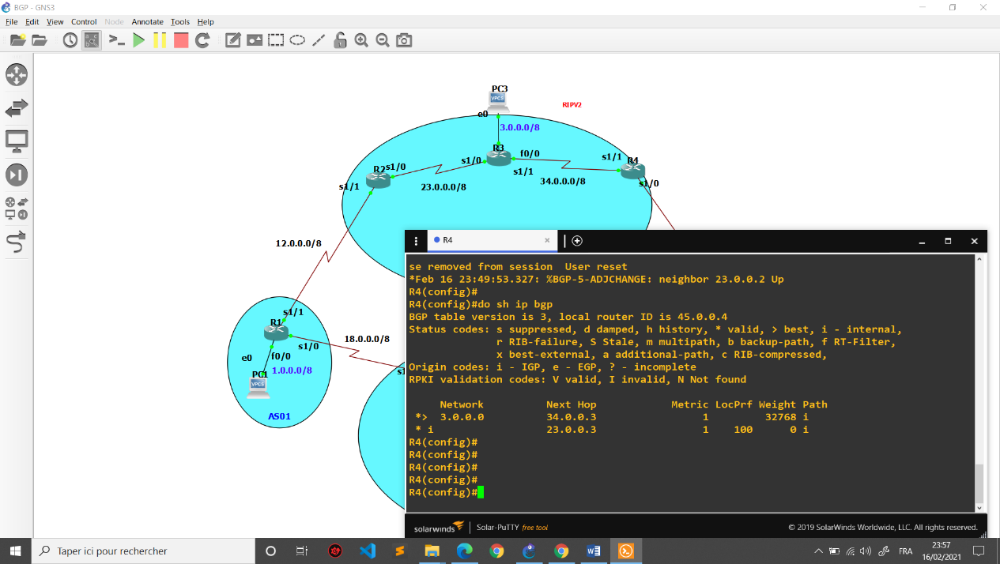 BGP - GNS3
File Edit View Control Node Annotate Tools Help
PC3
VPCS
RIPV2
e0
3.0.0.0/8
R3
s1/0
f0/0
s1/1
R4
R2
s1/0
s1/1
34.0.0.0/8
s1/0
s1/1
23.0.0.0/8
12.0.0.0/8
s1/1
R1
18.0.0.0/8
s1/0
e0
f0/0
1.0.0.0/8
PC1
VPCS
AS01
R4
se removed from session  User reset
*Feb 16 23:49:53.327: %BGP-5-ADJCHANGE: neighbor 23.0.0.2 Up
R4(config)#
R4(config)#do sh ip bgp
BGP table version is 3, local router ID is 45.0.0.4
Status codes: s suppressed, d damped, h history, * valid, > best, i - internal,
r RIB-failure, S Stale, m multipath, b backup-path, f RT-Filter,
x best-external, a additional-path, c RIB-compressed,
Origin codes: i - IGP, e - EGP, ? - incomplete
RPKI validation codes: V valid, I invalid, N Not found
Network Next Hop Metric LocPrf Weight Path
*> 3.0.0.0 34.0.0.3 1 32768 i
* i 23.0.0.3 1 100 0 i
R4(config)#
R4(config)#
R4(config)#
R4(config)#
R4(config)#
solarwinds Solar-PuTTY free tool © 2019 SolarWinds Worldwide, LLC. All rights reserved.
Taper ici pour rechercher
FRA
23:57
16/02/2021